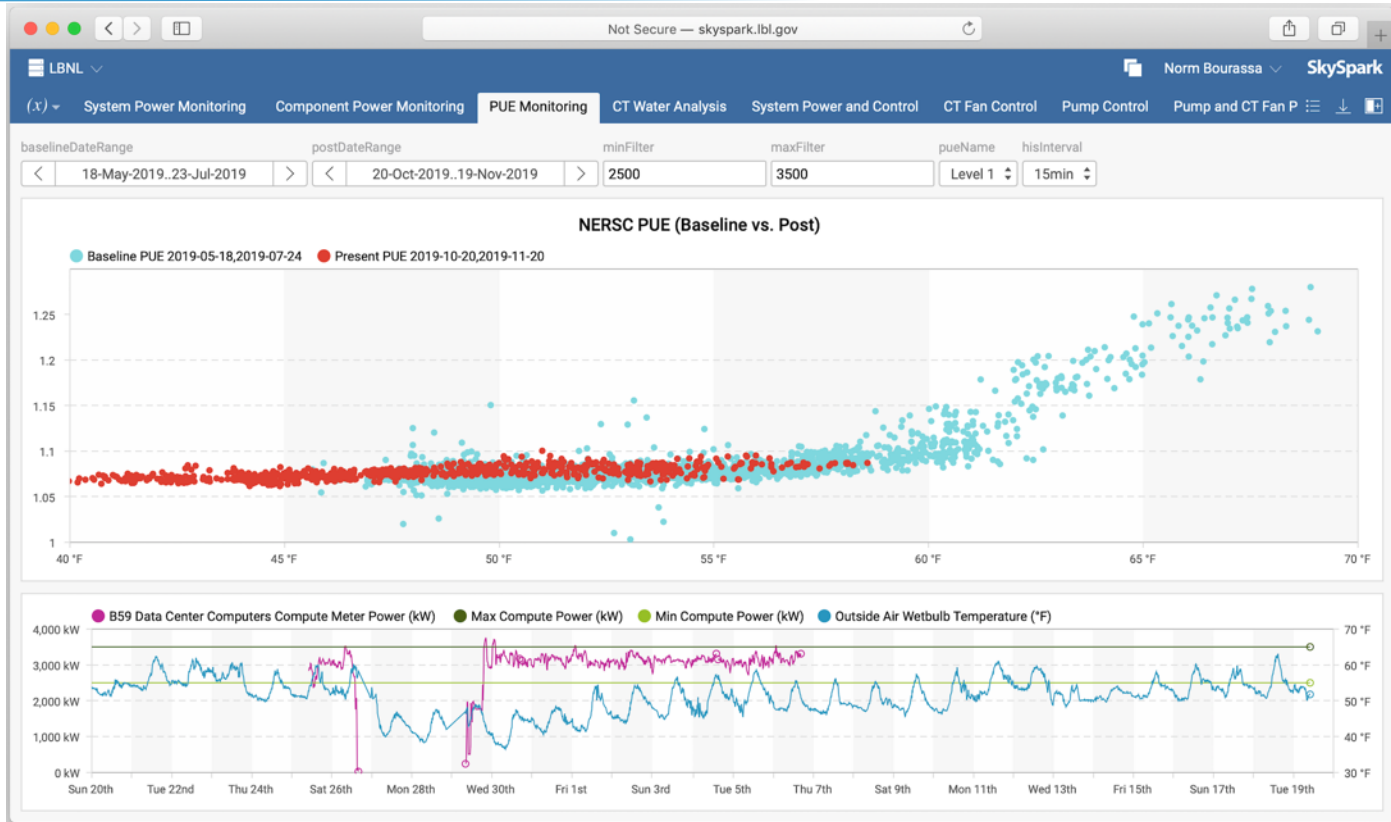 Not Secure — skyspark.lbl.gov
LBNL
Norm Bourassa
SkySpark
(x) System Power Monitoring Component Power Monitoring PUE Monitoring CT Water Analysis System Power and Control CT Fan Control Pump Control Pump and CT Fan P
baselineDateRange postDateRange minFilter maxFilter pueName hisInterval
18-May-2019..23-Jul-2019 20-Oct-2019..19-Nov-2019 2500 3500 Level 1 15min
NERSC PUE (Baseline vs. Post)
Baseline PUE 2019-05-18,2019-07-24 Present PUE 2019-10-20,2019-11-20
1.25
1.2
1.15
1.1
1.05
1
40 °F 45 °F 50 °F 55 °F 60 °F 65 °F 70 °F
B59 Data Center Computers Compute Meter Power (kW) Max Compute Power (kW) Min Compute Power (kW) Outside Air Wetbulb Temperature (°F)
4,000 kW 70 °F
3,000 kW 60 °F
2,000 kW 50 °F
1,000 kW 40 °F
0 kW 30 °F
Sun 20th Tue 22nd Thu 24th Sat 26th Mon 28th Wed 30th Fri 1st Sun 3rd Tue 5th Thu 7th Sat 9th Mon 11th Wed 13th Fri 15th Sun 17th Tue 19th